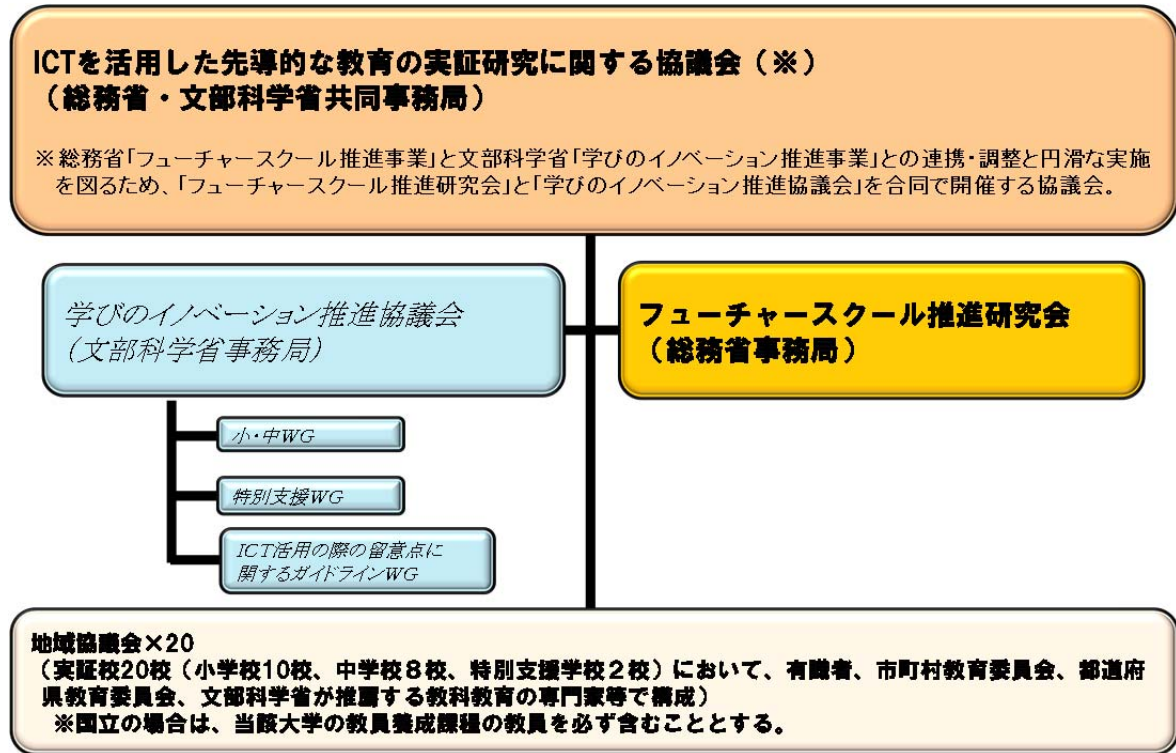 ICTを活用した先導的な教育の実証研究に関する協議会（※）
（総務省・文部科学省共同事務局）
※総務省「フューチャースクール推進事業」と文部科学省「学びのイノベーション推進事業」との連携・調整と円滑な実施
を図るため、「フューチャースクール推進研究会」と「学びのイノベーション推進協議会」を合同で開催する協議会。
学びのイノベーション推進協議会
（文部科学省事務局）
フューチャースクール推進研究会
（総務省事務局）
小・中WG
特別支援WG
ICT活用の際の留意点に
関するガイドラインWG
地域協議会×20
（実証校20校（小学校10校、中学校８校、特別支援学校２校）において、有識者、市町村教育委員会、都道府
県教育委員会、文部科学省が推薦する教科教育の専門家等で構成）
※国立の場合は、当該大学の教員養成課程の教員を必ず含むこととする。